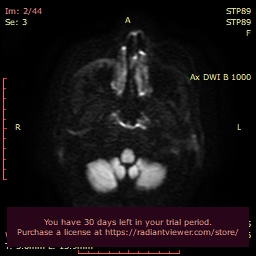 Im: 2/44
Se: 3
A
STP89
STP89
F
Ax DWI B 1000
R
L
You have 30 days left in your trial period.
Purchase a license at https://radiantviewer.com/store/